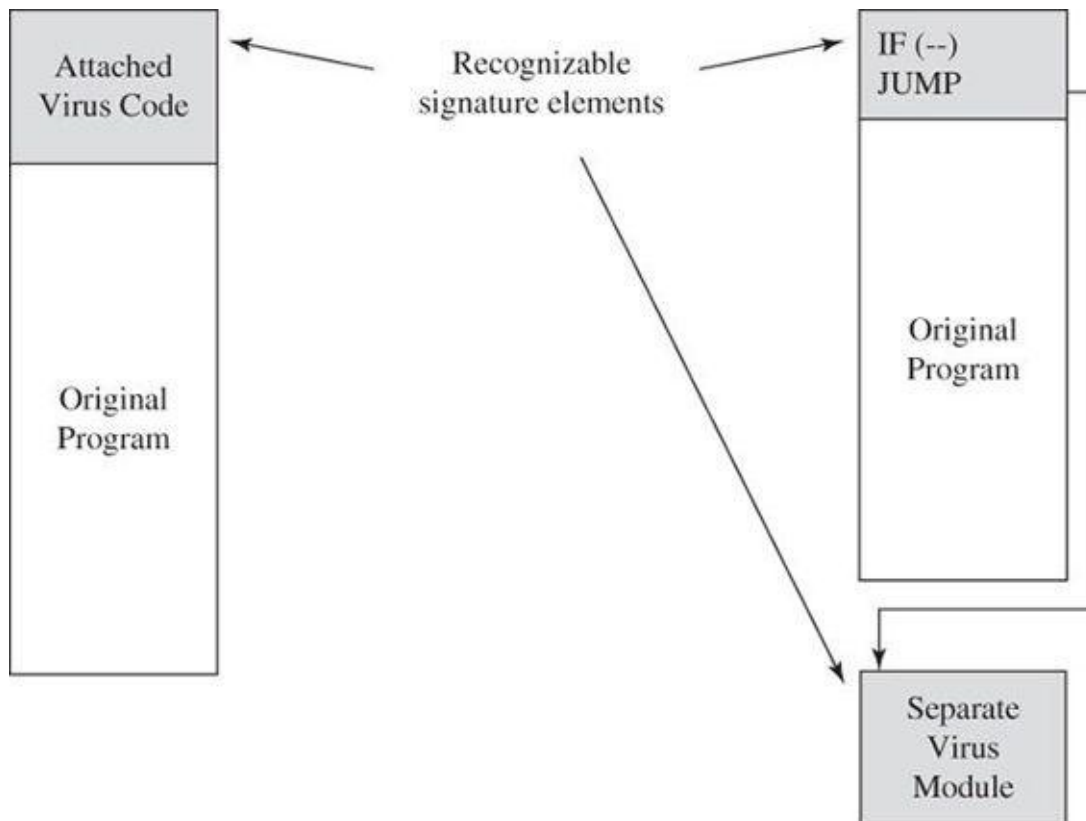 Attached
Virus Code
Original
Program
Recognizable
signature elements
IF (--)
JUMP
Original
Program
Separate
Virus
Module